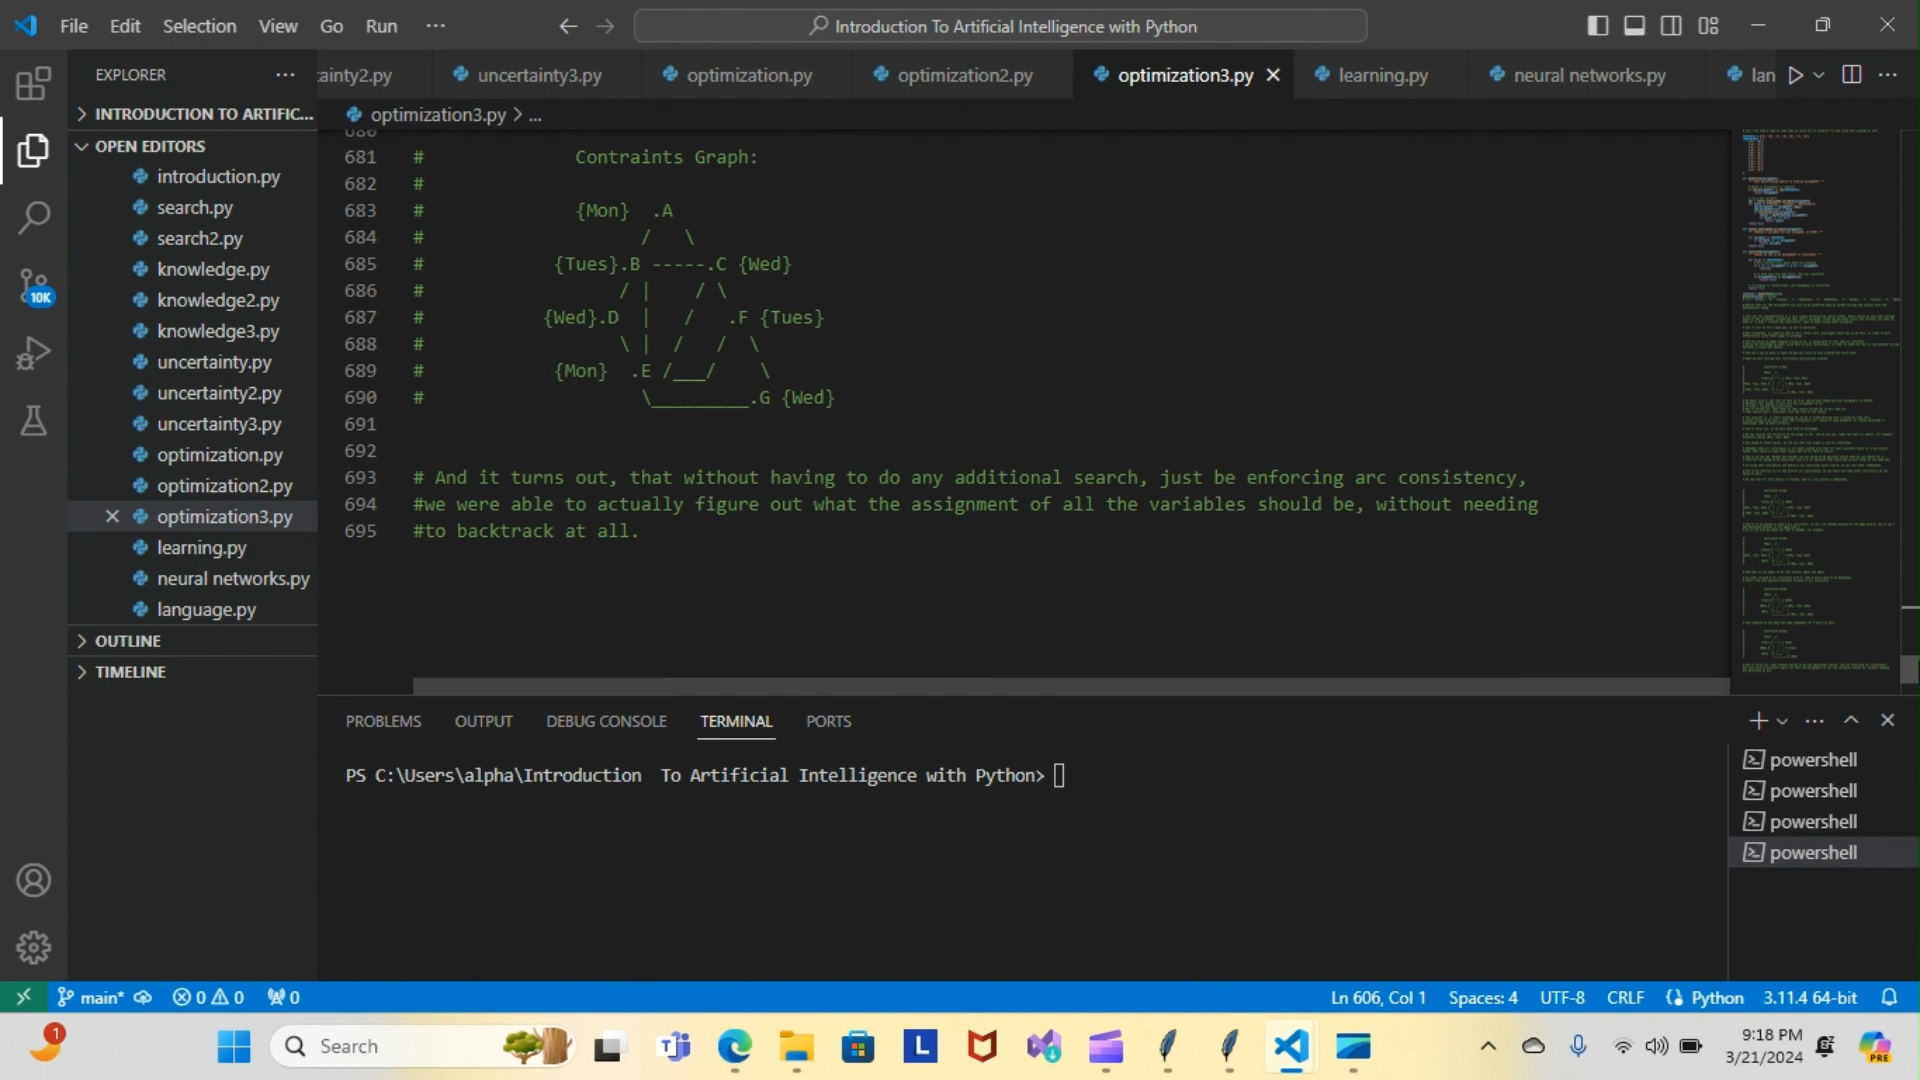 File Edit Selection View Go Run ...
Introduction To Artificial Intelligence with Python
EXPLORER
INTRODUCTION TO ARTIFIC...
OPEN EDITORS
introduction.py
search.py
search2.py
knowledge.py
knowledge2.py
knowledge3.py
uncertainty.py
uncertainty2.py
uncertainty3.py
optimization.py
optimization2.py
optimization3.py
learning.py
neural networks.py
language.py
OUTLINE
TIMELINE
10K
tainty2.py uncertainty3.py optimization.py optimization2.py optimization3.py learning.py neural networks.py lan
optimization3.py > ...
680
681 # Contraints Graph:
682 #
683 # {Mon} .A
684 # / \
685 # {Tues}.B -----.C {Wed}
686 # / | / \
687 # {Wed}.D | / .F {Tues}
688 # \ | / / \
689 # {Mon} .E /___/ \
690 # \_________.G {Wed}
691
692
693 # And it turns out, that without having to do any additional search, just be enforcing arc consistency,
694 #we were able to actually figure out what the assignment of all the variables should be, without needing
695 #to backtrack at all.
PROBLEMS OUTPUT DEBUG CONSOLE TERMINAL PORTS
PS C:\Users\alpha\Introduction  To Artificial Intelligence with Python>
powershell
powershell
powershell
powershell
main* 0 0 0
Ln 606, Col 1 Spaces: 4 UTF-8 CRLF Python 3.11.4 64-bit
1
Search
L
PRE
9:18 PM
3/21/2024